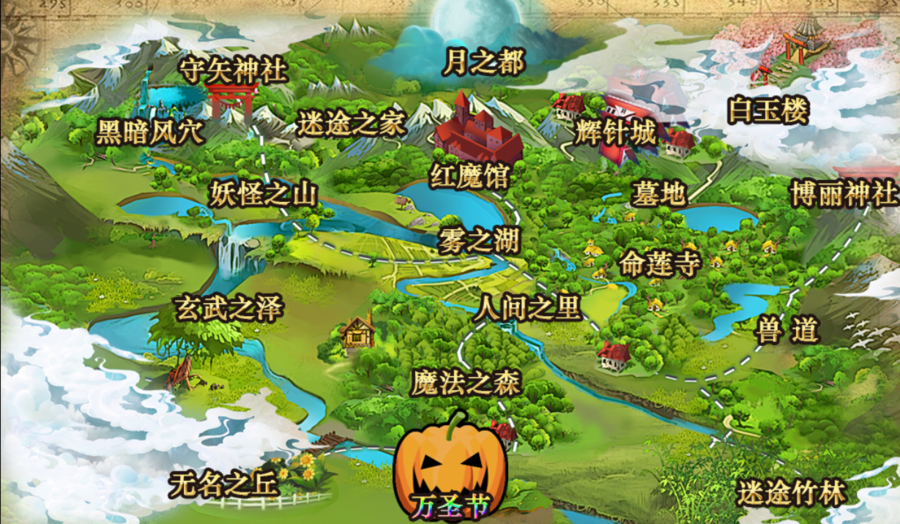 295
300
月之都
守矢神社
白玉楼
黑暗风穴
迷途之家
辉针城
红魔馆
妖怪之山
墓地
博丽神社
雾之湖
命莲寺
玄武之泽
人间之里
兽道
魔法之森
无名之丘
迷途竹林
万圣节